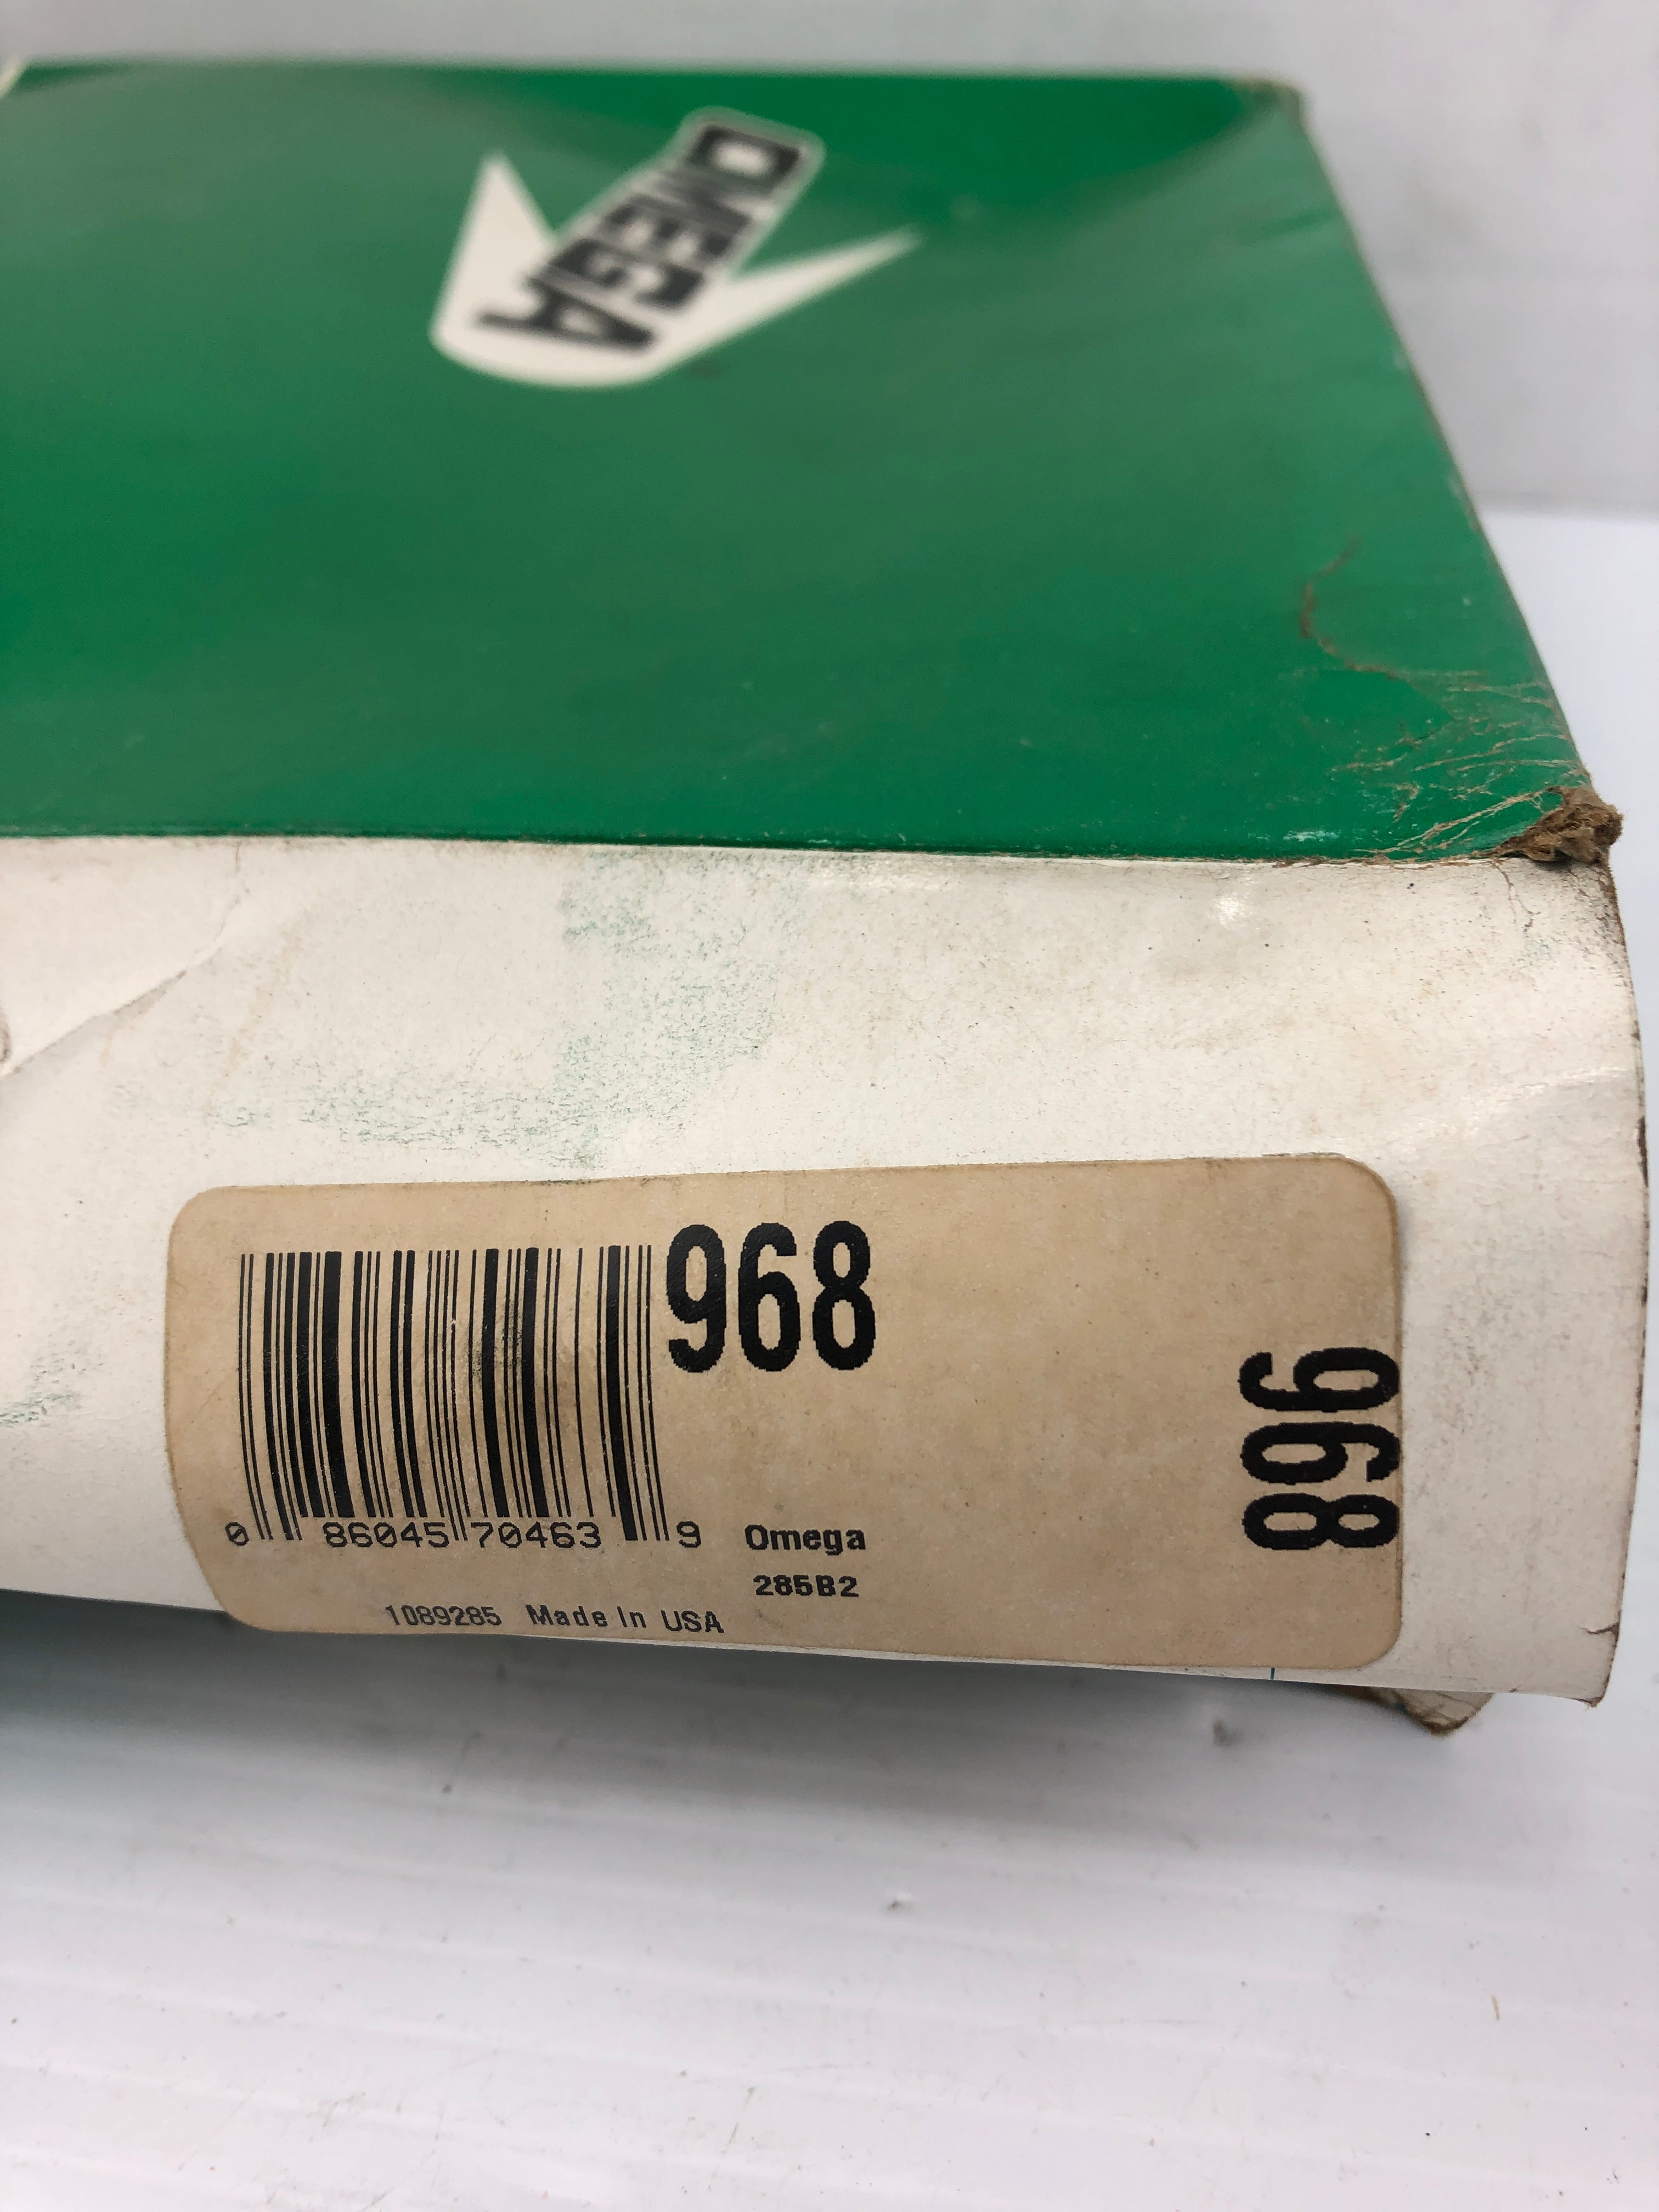 OMEGA
968
968
0 86045 70463 9
Omega
285B2
1089285 Made In USA